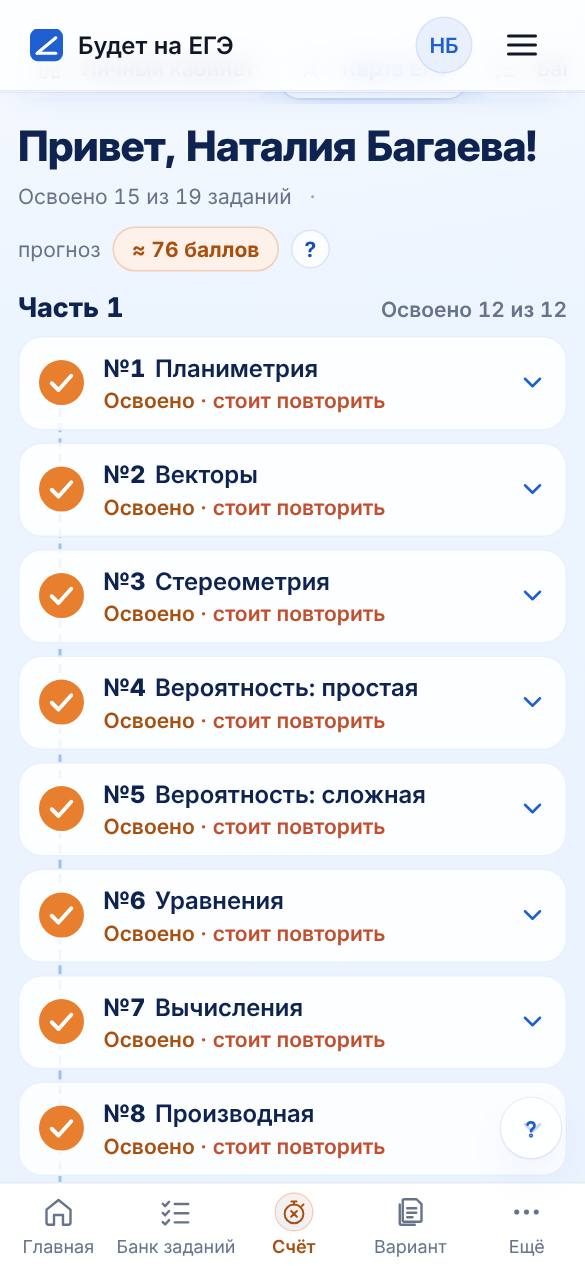 Будет на ЕГЭ
НБ
Привет, Наталия Багаева!
Освоено 15 из 19 заданий ·
прогноз ≈ 76 баллов ?
Часть 1 Освоено 12 из 12
№1 Планиметрия
Освоено · стоит повторить
№2 Векторы
Освоено · стоит повторить
№3 Стереометрия
Освоено · стоит повторить
№4 Вероятность: простая
Освоено · стоит повторить
№5 Вероятность: сложная
Освоено · стоит повторить
№6 Уравнения
Освоено · стоит повторить
№7 Вычисления
Освоено · стоит повторить
№8 Производная
Освоено · стоит повторить
?
Главная Банк заданий Счёт Вариант Ещё